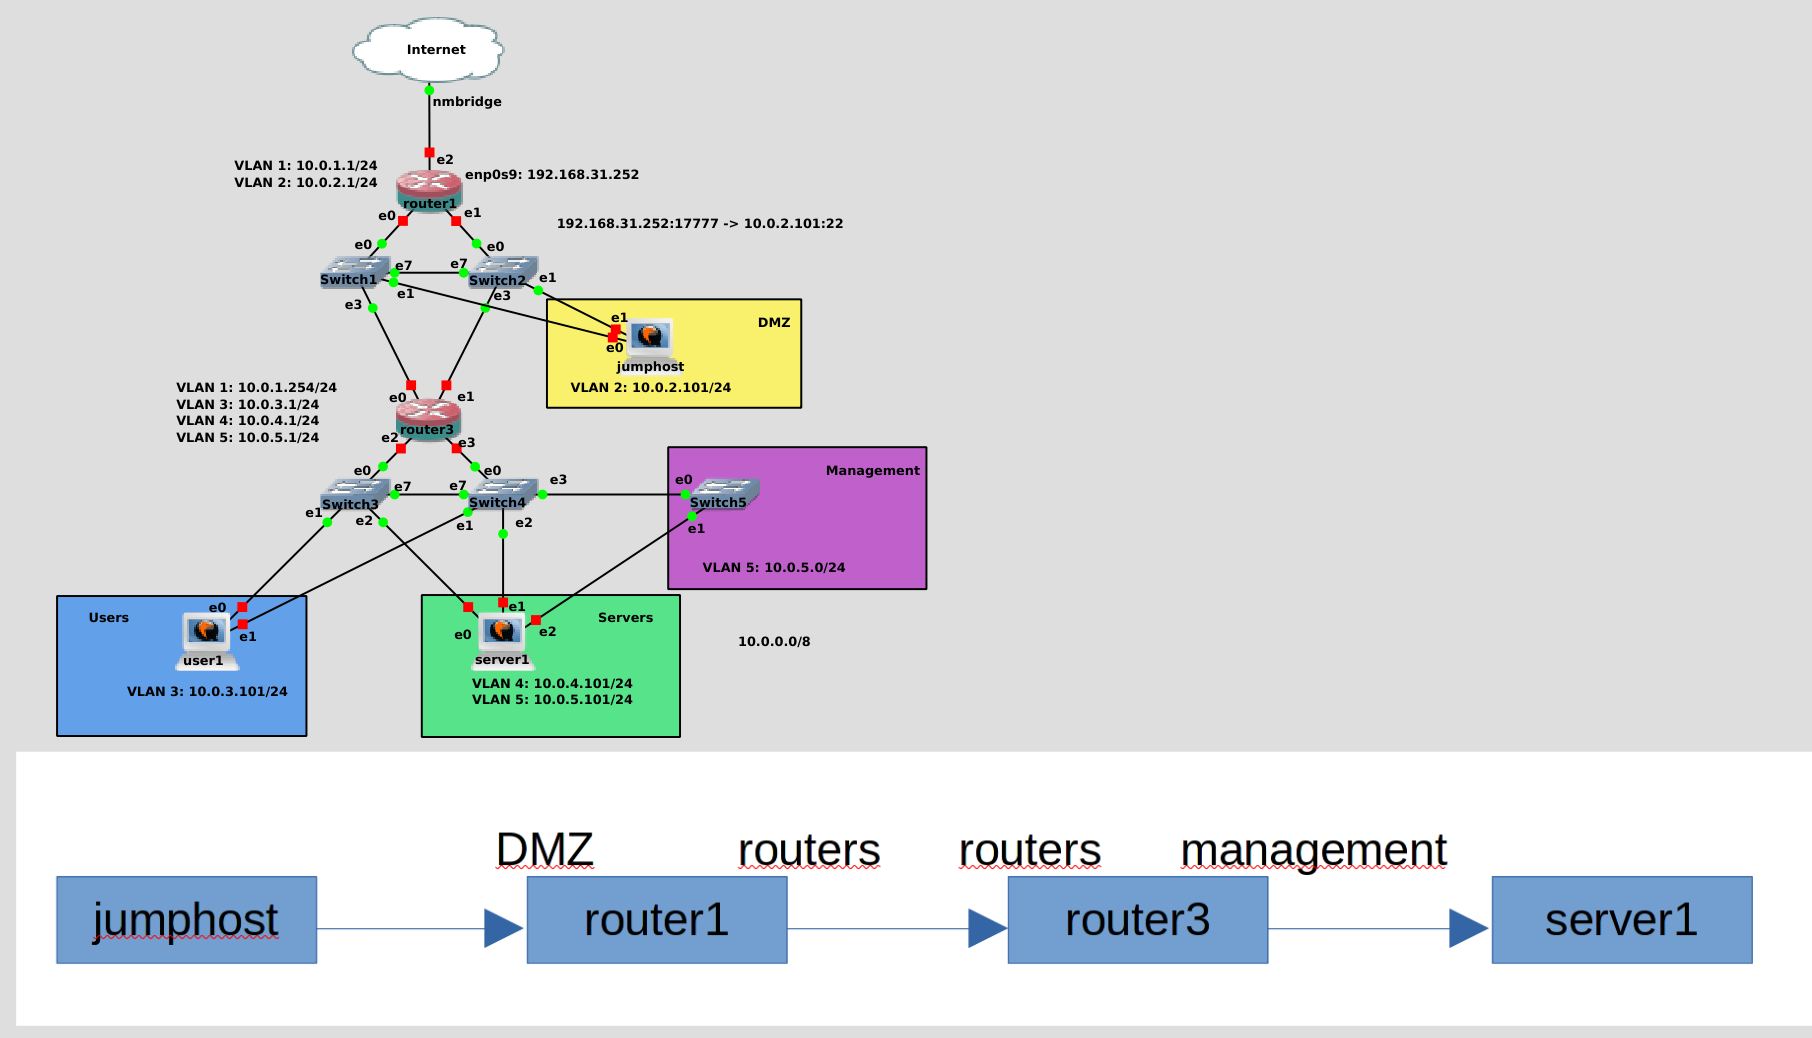 Internet
nmbridge
e2
VLAN 1: 10.0.1.1/24
VLAN 2: 10.0.2.1/24
enp0s9: 192.168.31.252
router1
e0
e1
192.168.31.252:17777 -> 10.0.2.101:22
e0
e0
Switch1
e7
e7
Switch2
e1
e1
e3
e3
DMZ
e1
e0
jumphost
VLAN 2: 10.0.2.101/24
VLAN 1: 10.0.1.254/24
VLAN 3: 10.0.3.1/24
VLAN 4: 10.0.4.1/24
VLAN 5: 10.0.5.1/24
e0
e1
router3
e2
e3
e0
e0
Switch3
e7
e7
Switch4
e3
e1
e2
e1
e2
Management
e0
Switch5
e1
VLAN 5: 10.0.5.0/24
Users
e0
e1
user1
VLAN 3: 10.0.3.101/24
Servers
e1
e0
e2
server1
VLAN 4: 10.0.4.101/24
VLAN 5: 10.0.5.101/24
10.0.0.0/8
DMZ
routers
routers
management
jumphost
router1
router3
server1